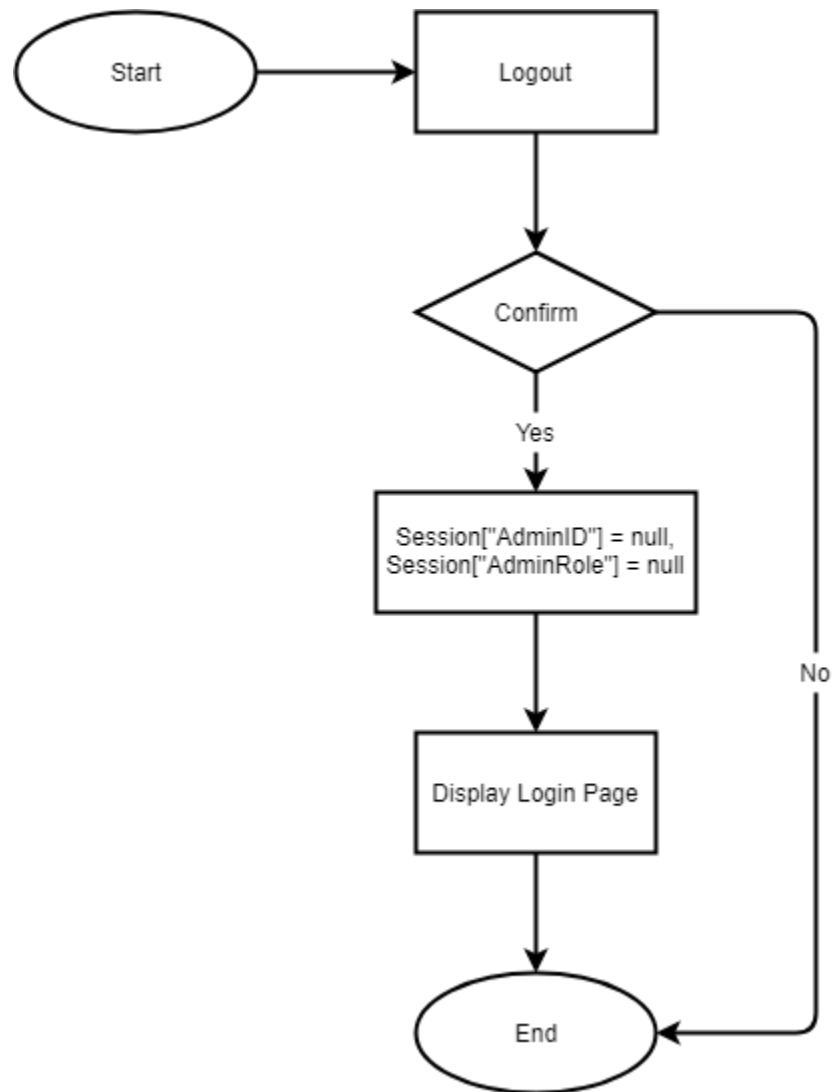 Start
Logout
Confirm
Yes
Session["AdminID"] = null,
Session["AdminRole"] = null
No
Display Login Page
End